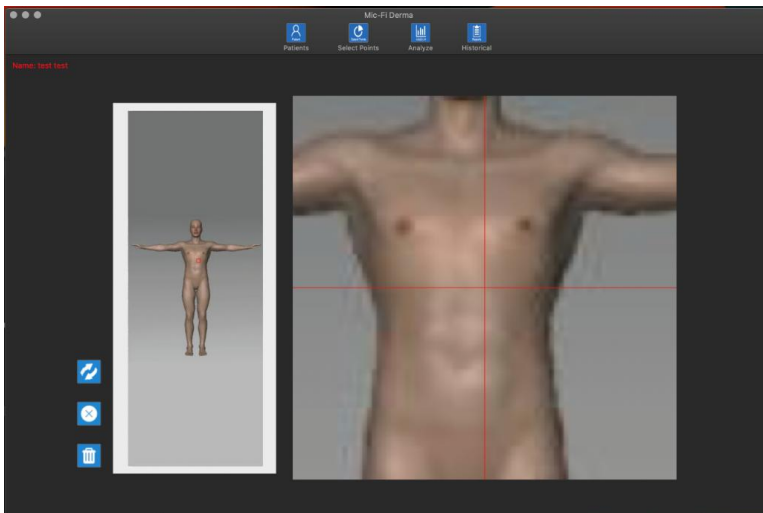 Mic-Fi Derma
Patients
Select Points
Analyze
Historical
Name: test test